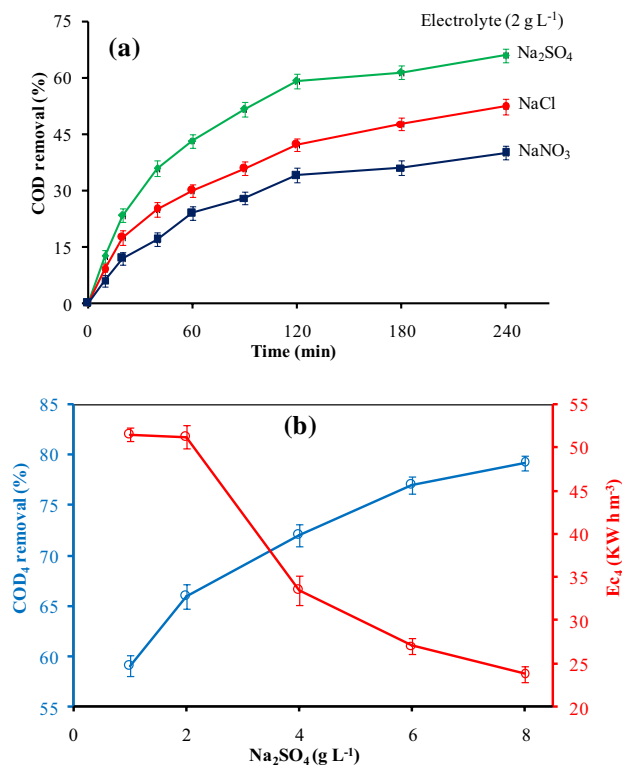 (a)
Electrolyte (2 g L-1)
Na2SO4
NaCl
NaNO3
COD removal (%)
75
60
45
30
15
0
0 60 120 180 240
Time (min)
(b)
COD4 removal (%)
85
80
75
70
65
60
55
55
50
45
40
35
30
25
20
Ec4 (KW h m-3)
0 2 4 6 8
Na2SO4 (g L-1)